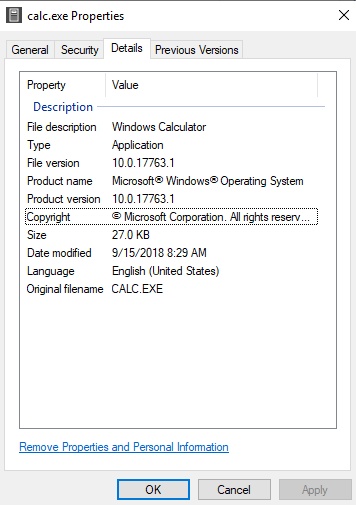 calc.exe Properties
General Security Details Previous Versions
Property Value
Description
File description Windows Calculator
Type Application
File version 10.0.17763.1
Product name Microsoft® Windows® Operating System
Product version 10.0.17763.1
Copyright © Microsoft Corporation. All rights reserv...
Size 27.0 KB
Date modified 9/15/2018 8:29 AM
Language English (United States)
Original filename CALC.EXE
Remove Properties and Personal Information
OK Cancel Apply